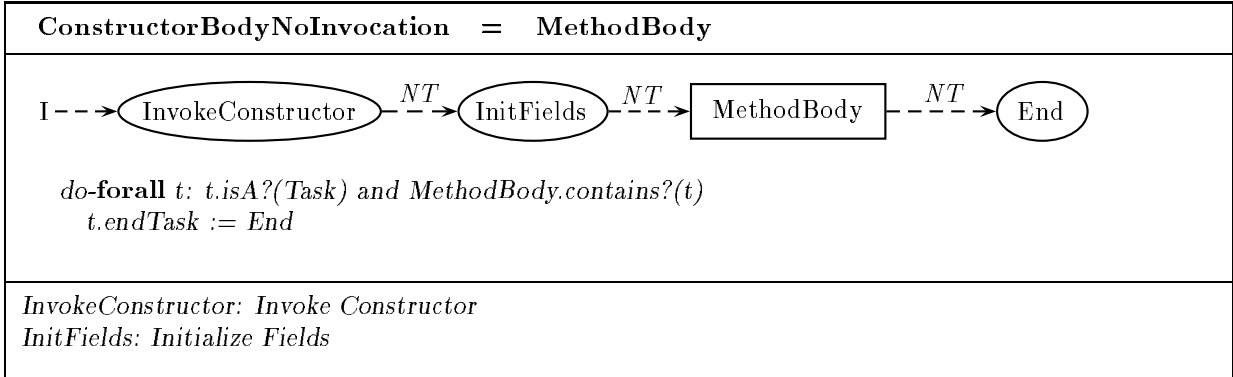 ConstructorBodyNoInvocation = MethodBody
I InvokeConstructor NT InitFields NT MethodBody NT End
do-forall t: t.isA?(Task) and MethodBody.contains?(t)
t.endTask := End
InvokeConstructor: Invoke Constructor
InitFields: Initialize Fields